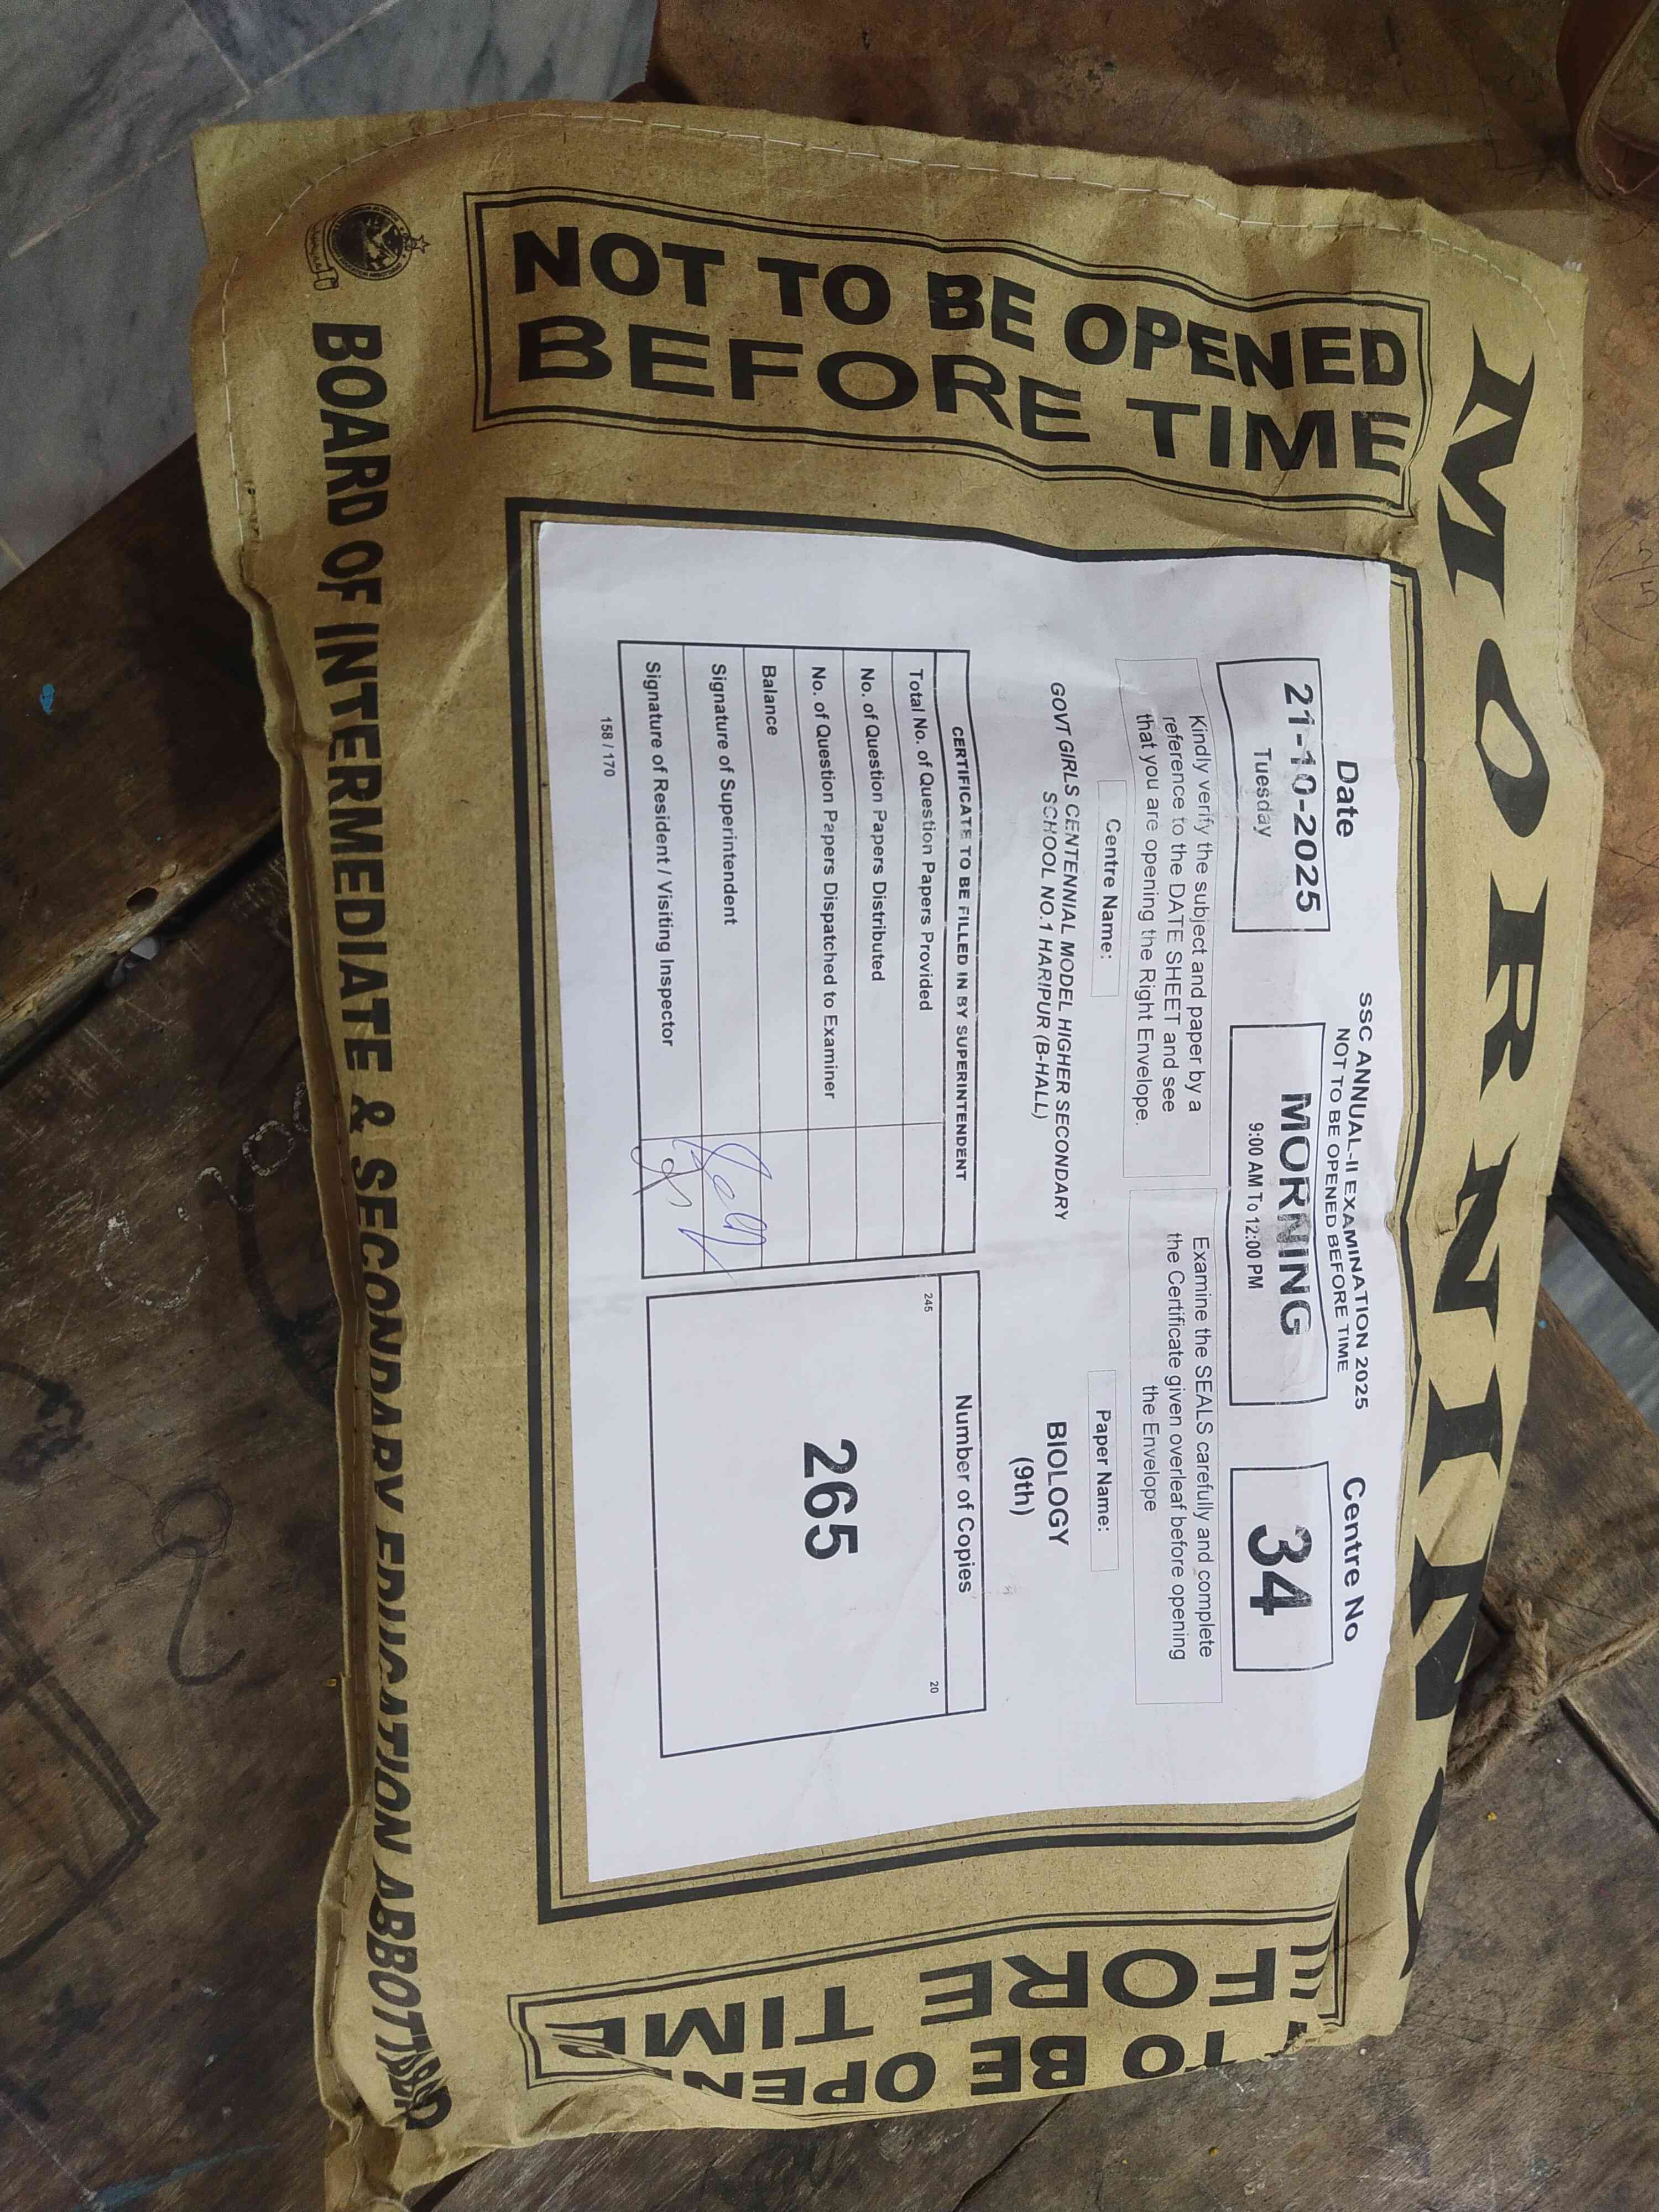 MORNING
NOT TO BE OPENED
BEFORE TIME
SSC ANNUAL-II EXAMINATION 2025
NOT TO BE OPENED BEFORE TIME
Date
21-10-2025
Tuesday
MORNING
9:00 AM To 12:00 PM
Centre No
34
Kindly verify the subject and paper by a
reference to the DATE SHEET and see
that you are opening the Right Envelope.
Examine the SEALS carefully and complete
the Certificate given overleaf before opening
the Envelope
Centre Name:
GOVT GIRLS CENTENNIAL MODEL HIGHER SECONDARY
SCHOOL NO.1 HARIPUR (B-HALL)
Paper Name:
BIOLOGY
(9th)
CERTIFICATE TO BE FILLED IN BY SUPERINTENDENT
Total No. of Question Papers Provided
No. of Question Papers Distributed
No. of Question Papers Dispatched to Examiner
Balance
Signature of Superintendent
Signature of Resident / Visiting Inspector
Number of Copies
245
20
265
158 / 170
TO BE OPEN
FORE TIME
BOARD OF INTERMEDIATE & SECONDARY EDUCATION ABBOTTABAD